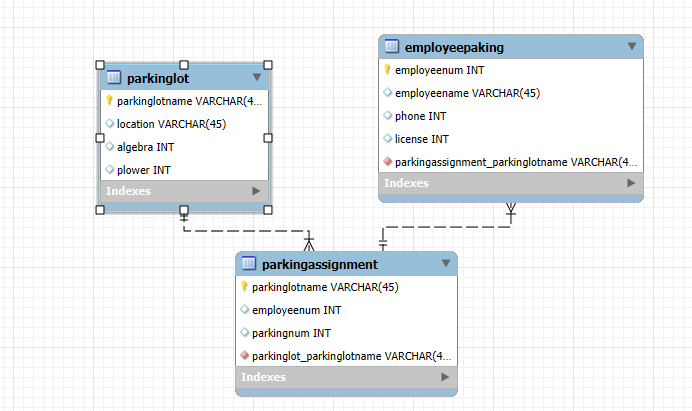 parkinglot
parkinglotname VARCHAR(4...
location VARCHAR(45)
algebra INT
plower INT
Indexes
employeepaking
employeenum INT
employeename VARCHAR(45)
phone INT
license INT
parkingassignment_parkinglotname VARCHAR(4...
Indexes
parkingassignment
parkinglotname VARCHAR(45)
employeenum INT
parkingnum INT
parkinglot_parkinglotname VARCHAR(4...
Indexes